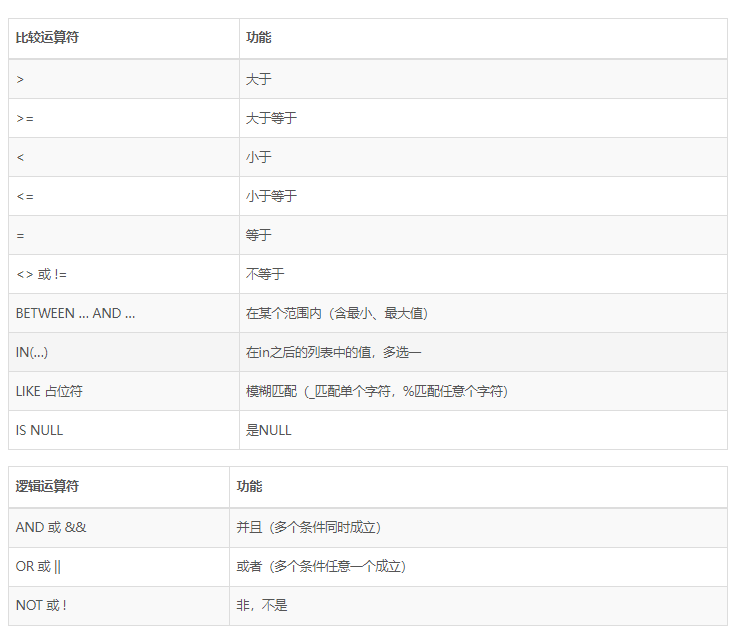 比较运算符 功能
> 大于
>= 大于等于
< 小于
<= 小于等于
= 等于
<> 或 != 不等于
BETWEEN ... AND ... 在某个范围内（含最小、最大值）
IN(...) 在in之后的列表中的值，多选一
LIKE 占位符 模糊匹配（_匹配单个字符，%匹配任意个字符）
IS NULL 是NULL
逻辑运算符 功能
AND 或 && 并且（多个条件同时成立）
OR 或 || 或者（多个条件任意一个成立）
NOT 或 ! 非，不是